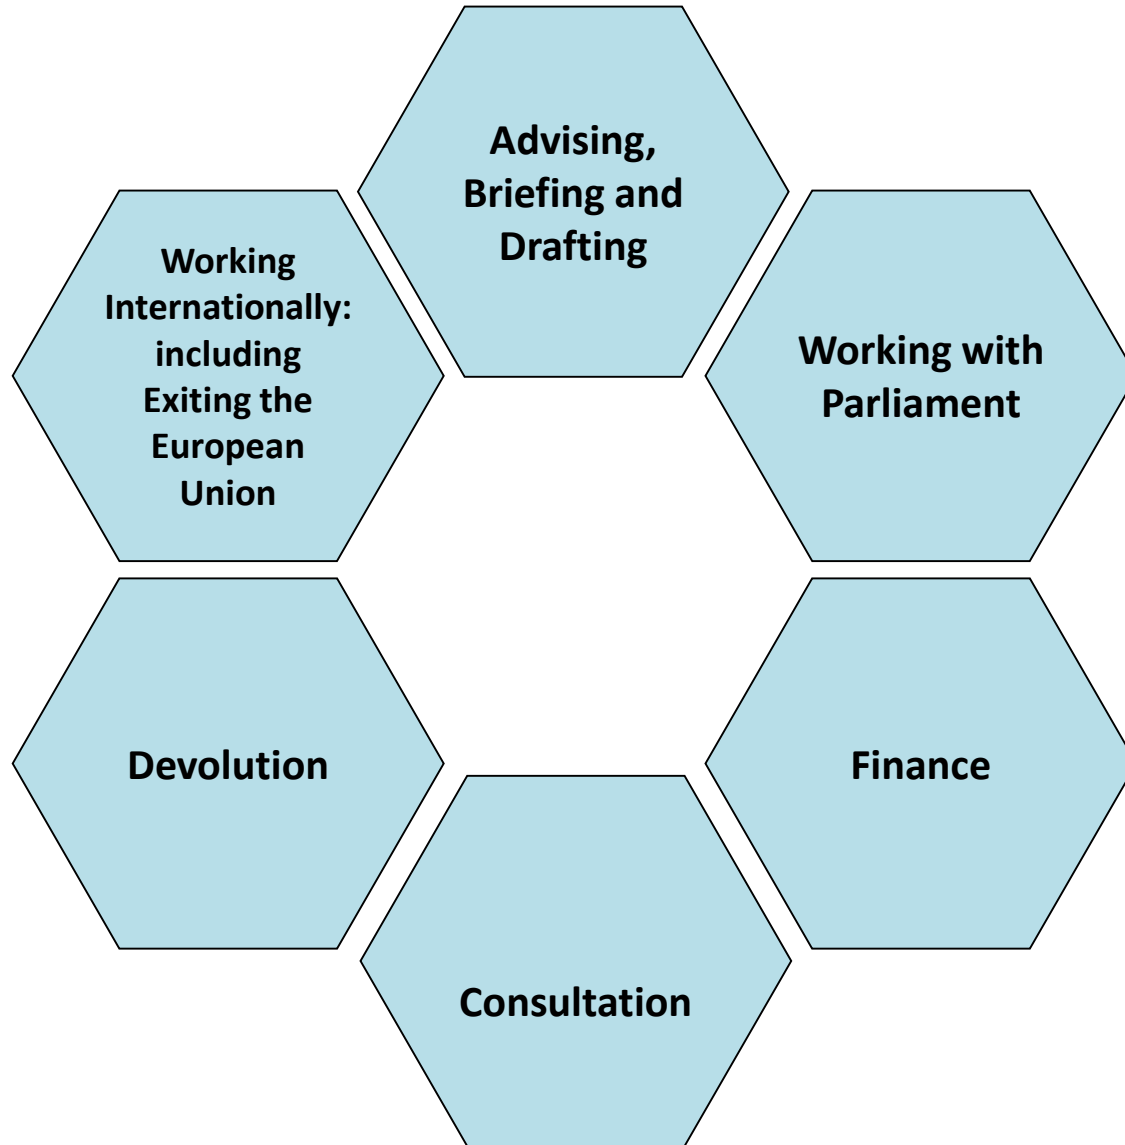 Advising,
Briefing and
Drafting
Working
Internationally:
including
Exiting the
European
Union
Working with
Parliament
Devolution
Finance
Consultation